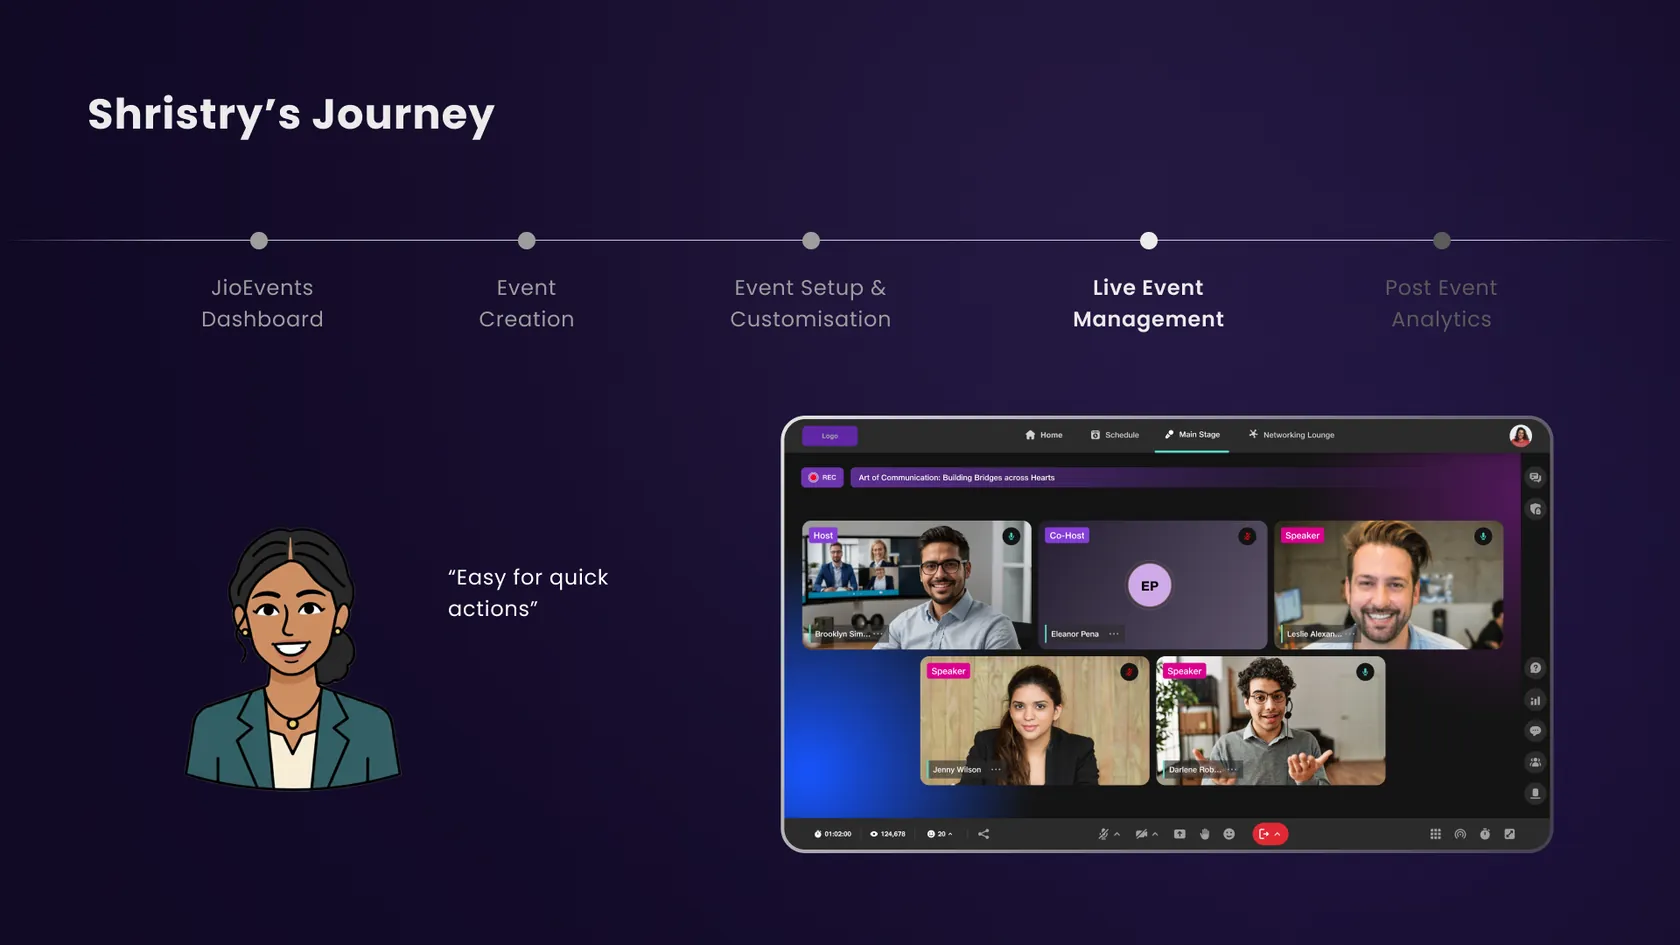 Shristry’s Journey
JioEvents
Dashboard
Event
Creation
Event Setup &
Customisation
Live Event
Management
Post Event
Analytics
“Easy for quick
actions”
Logo
Home
Schedule
Main Stage
Networking Lounge
REC
Art of Communication: Building Bridges across Hearts
Host
Brooklyn Sim...
Co-Host
EP
Eleanor Pena
Speaker
Leslie Alexan...
Speaker
Jenny Wilson
Speaker
Darlene Rob...
01:02:00
124,678
20